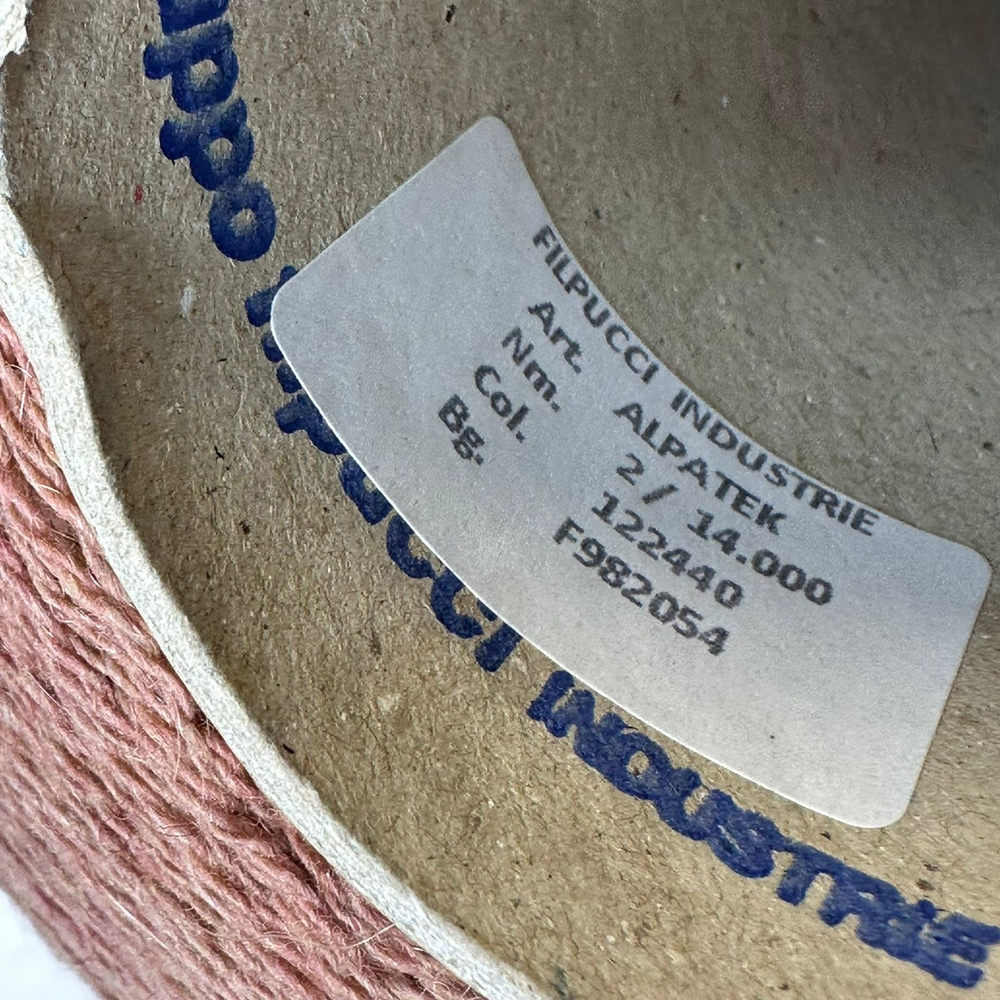 FILPUCCI INDUSTRIE
Art. ALPATEK
Nm. 2/ 14.000
Col. 122440
Bg. F982054
INDUSTRIE